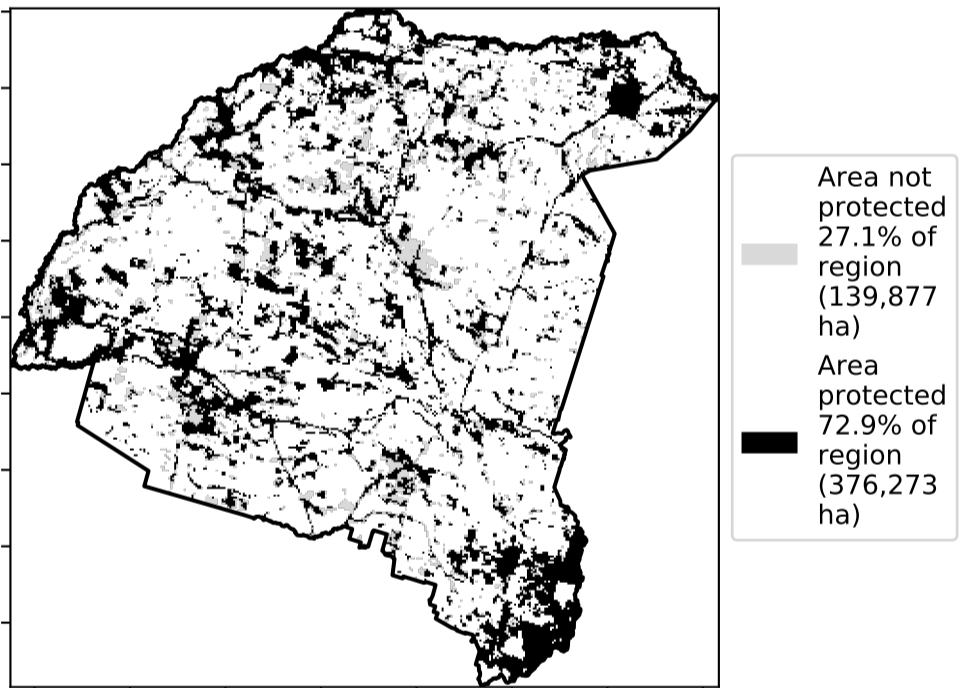 Area not
protected
27.1% of
region
(139,877
ha)
Area
protected
72.9% of
region
(376,273
ha)